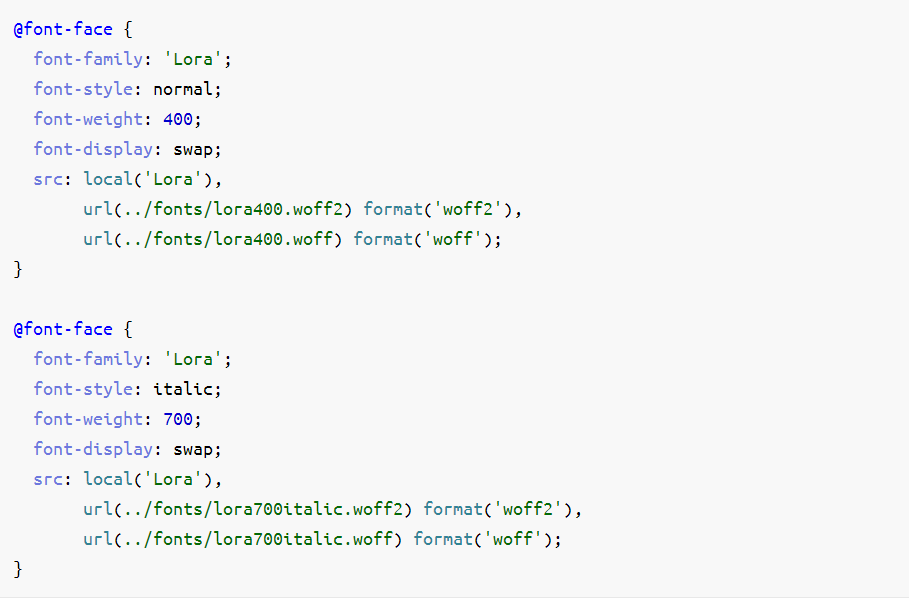 @font-face {
  font-family: 'Lora';
  font-style: normal;
  font-weight: 400;
  font-display: swap;
  src: local('Lora'),
       url(../fonts/lora400.woff2) format('woff2'),
       url(../fonts/lora400.woff) format('woff');
}

@font-face {
  font-family: 'Lora';
  font-style: italic;
  font-weight: 700;
  font-display: swap;
  src: local('Lora'),
       url(../fonts/lora700italic.woff2) format('woff2'),
       url(../fonts/lora700italic.woff) format('woff');
}